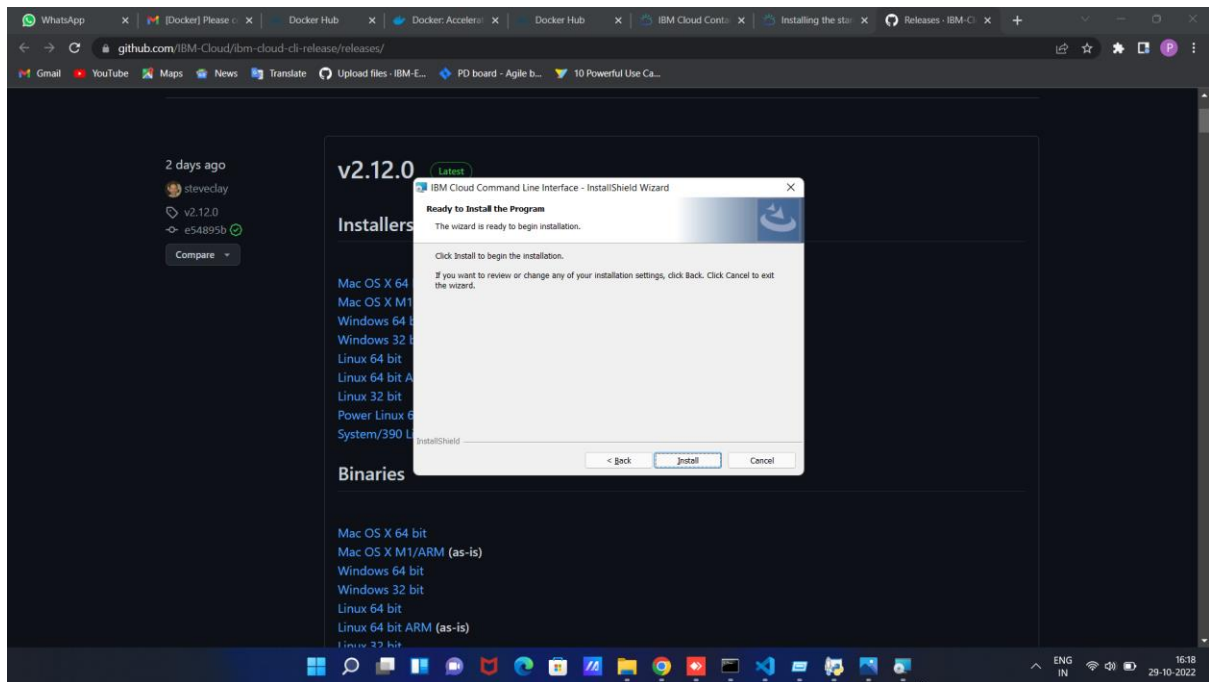 WhatsApp
[Docker] Please c
Docker Hub
Docker: Accelerat
Docker Hub
IBM Cloud Conta
Installing the star
Releases · IBM-Cl
github.com/IBM-Cloud/ibm-cloud-cli-release/releases/
P
Gmail
YouTube
Maps
News
Translate
Upload files · IBM-E...
PD board - Agile b...
10 Powerful Use Ca...
2 days ago
steveclay
v2.12.0
e54895b
Compare
v2.12.0 Latest
Installers
Mac OS X 64
Mac OS X M1
Windows 64 b
Windows 32 b
Linux 64 bit
Linux 64 bit A
Linux 32 bit
Power Linux 6
System/390 Li
IBM Cloud Command Line Interface - InstallShield Wizard
Ready to Install the Program
The wizard is ready to begin installation.
Click Install to begin the installation.
If you want to review or change any of your installation settings, click Back. Click Cancel to exit
the wizard.
InstallShield
< Back Install Cancel
Binaries
Mac OS X 64 bit
Mac OS X M1/ARM (as-is)
Windows 64 bit
Windows 32 bit
Linux 64 bit
Linux 64 bit ARM (as-is)
Linux 32 bit
ENG
IN
16:18
29-10-2022